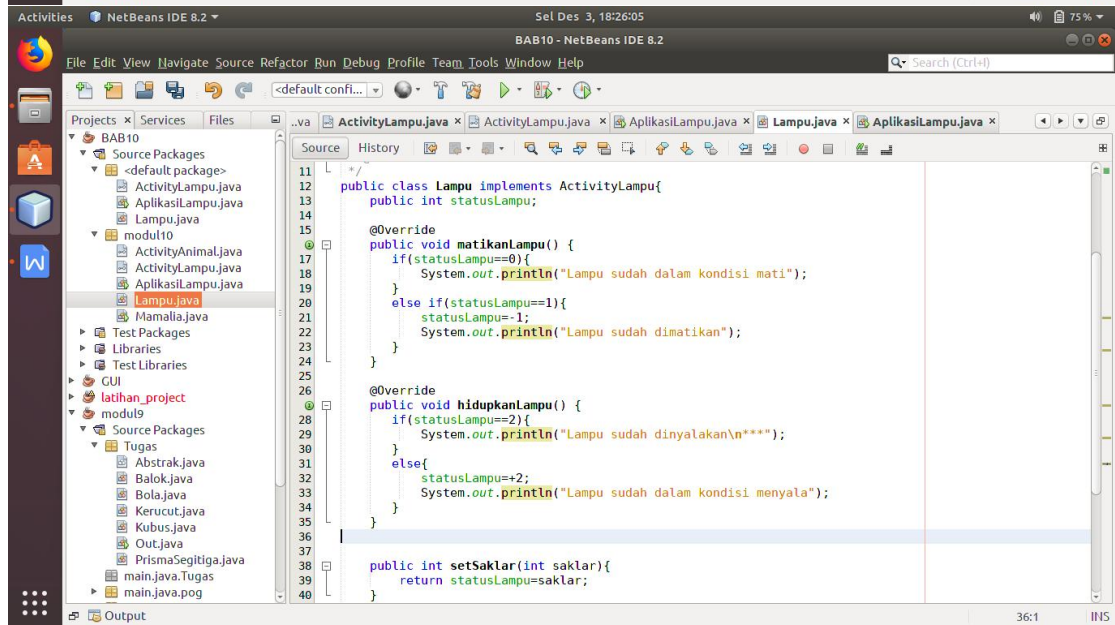 Activities NetBeans IDE 8.2 Sel Des 3, 18:26:05 75%
BAB10 - NetBeans IDE 8.2
File Edit View Navigate Source Refactor Run Debug Profile Team Tools Window Help Search (Ctrl+I)
<default confi...
Projects Services Files
BAB10
Source Packages
<default package>
ActivityLampu.java
AplikasiLampu.java
Lampu.java
modul10
ActivityAnimal.java
ActivityLampu.java
AplikasiLampu.java
Lampu.java
Mamalia.java
Test Packages
Libraries
Test Libraries
GUI
latihan_project
modul9
Source Packages
Tugas
Abstrak.java
Balok.java
Bola.java
Kerucut.java
Kubus.java
Out.java
PrismaSegitiga.java
main.java.Tugas
main.java.pog
..va ActivityLampu.java ActivityLampu.java AplikasiLampu.java Lampu.java AplikasiLampu.java
Source History
11 */
12 public class Lampu implements ActivityLampu{
13 public int statusLampu;
14
15 @Override
public void matikanLampu() {
17 if(statusLampu==0){
18 System.out.println("Lampu sudah dalam kondisi mati");
19 }
20 else if(statusLampu==1){
21 statusLampu=-1;
22 System.out.println("Lampu sudah dimatikan");
23 }
24 }
25
26 @Override
public void hidupkanLampu() {
28 if(statusLampu==2){
29 System.out.println("Lampu sudah dinyalakan\n***");
30 }
31 else{
32 statusLampu=+2;
33 System.out.println("Lampu sudah dalam kondisi menyala");
34 }
35 }
36
37
38 public int setSaklar(int saklar){
39 return statusLampu=saklar;
40 }
Output
36:1 INS